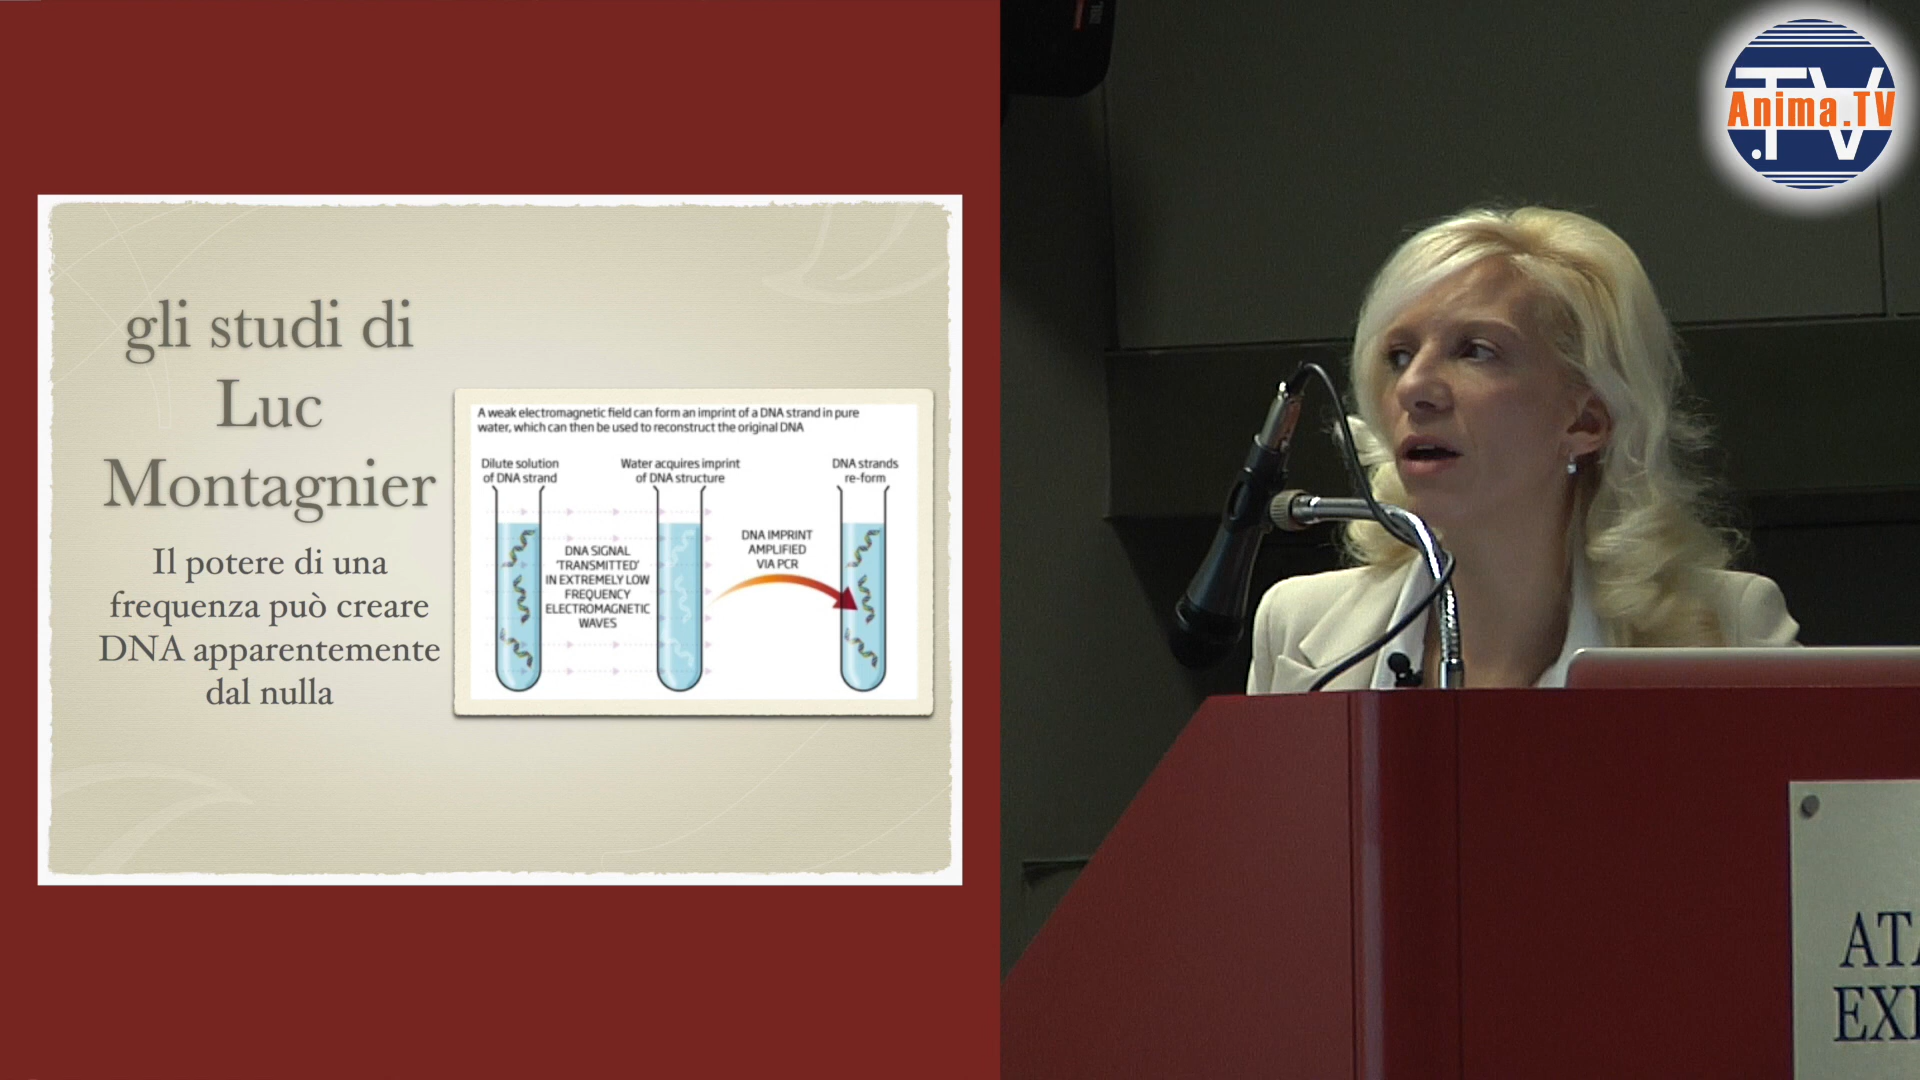 gli studi di
Luc
Montagnier
Il potere di una
frequenza può creare
DNA apparentemente
dal nulla
A weak electromagnetic field can form an imprint of a DNA strand in pure
water, which can then be used to reconstruct the original DNA
Dilute solution
of DNA strand
Water acquires imprint
of DNA structure
DNA strands
re-form
DNA SIGNAL
'TRANSMITTED'
IN EXTREMELY LOW
FREQUENCY
ELECTROMAGNETIC
WAVES
DNA IMPRINT
AMPLIFIED
VIA PCR
.TV
Anima.TV
JBL